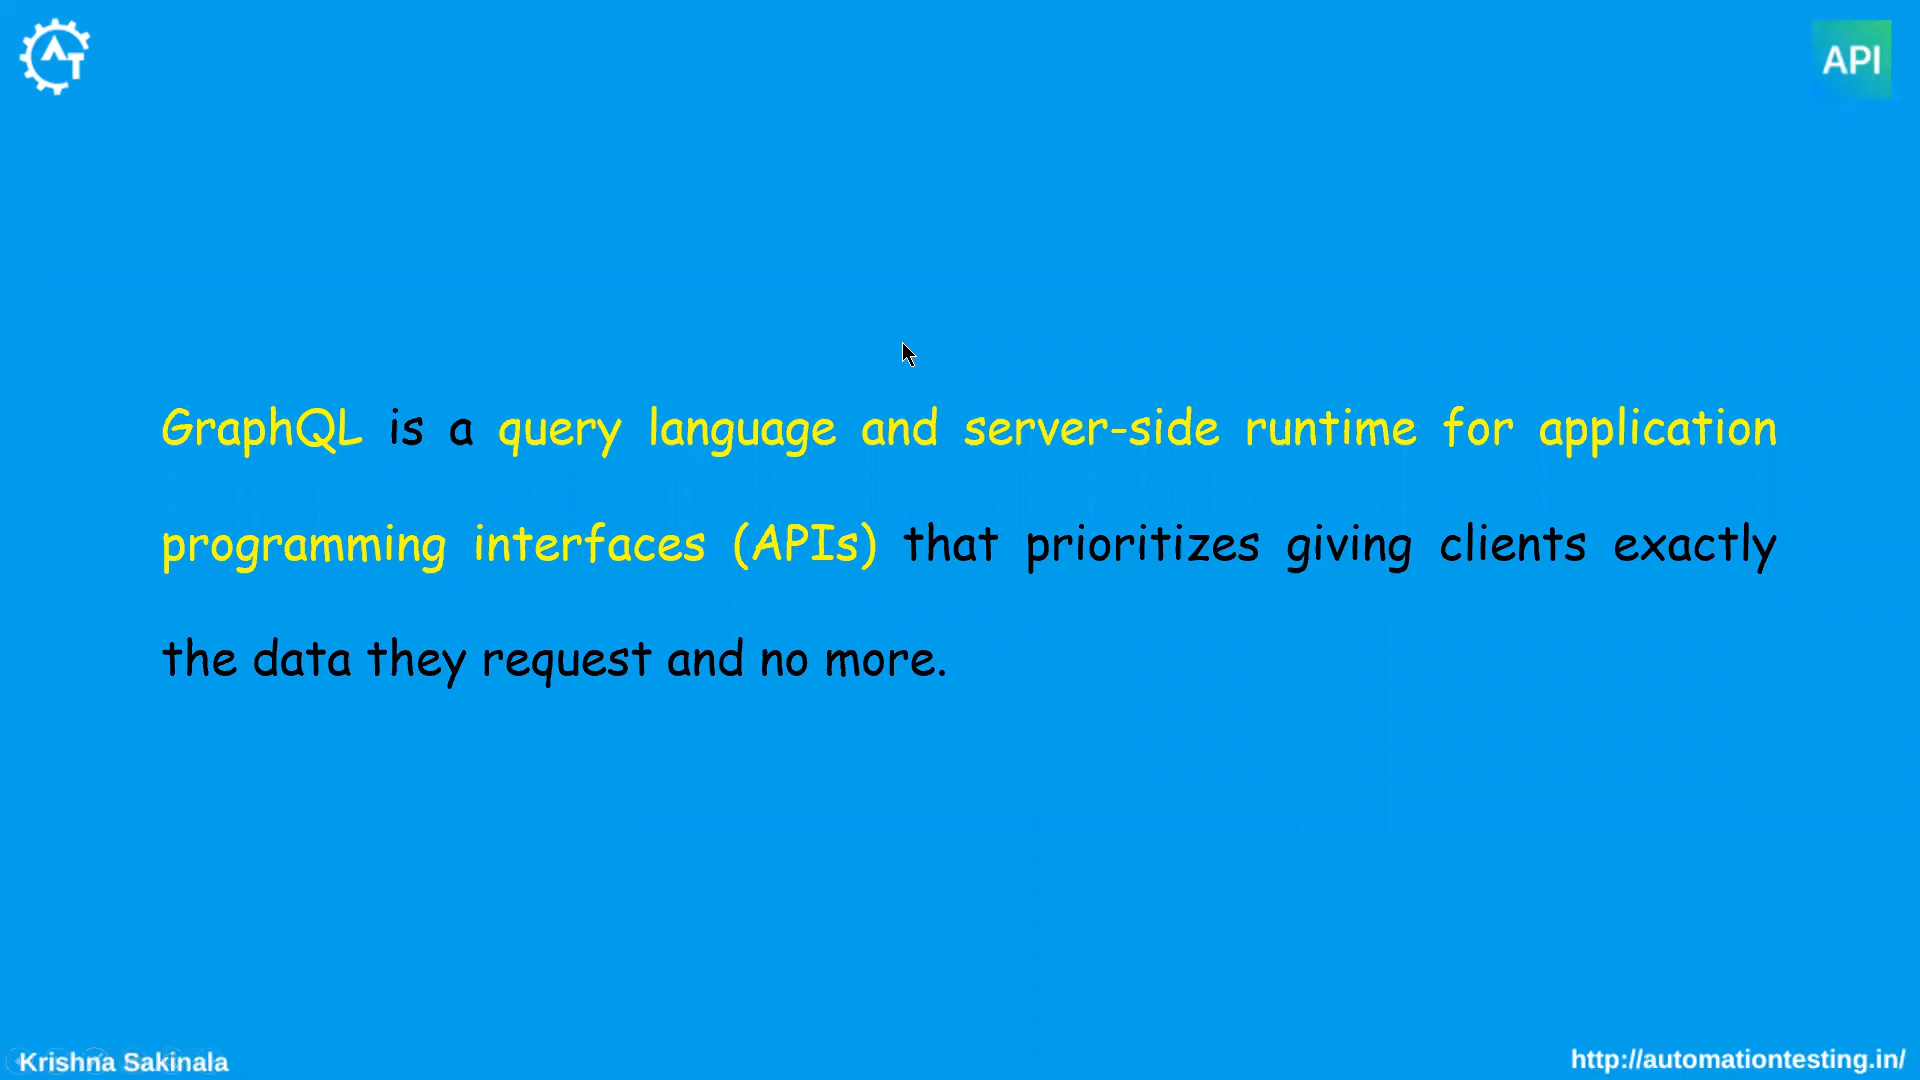 AT
API
GraphQL is a query language and server-side runtime for application
programming interfaces (APIs) that prioritizes giving clients exactly
the data they request and no more.
Krishna Sakinala
http://automationtesting.in/